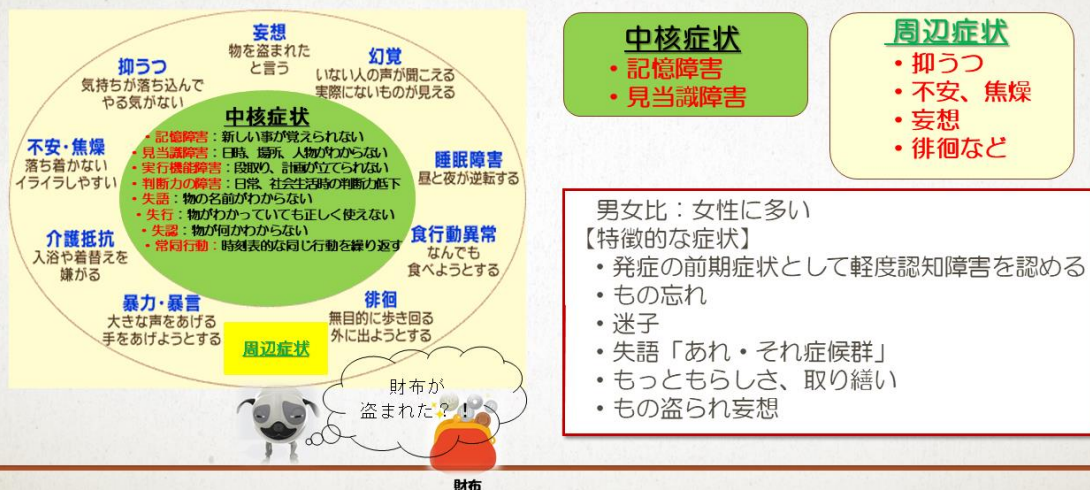 妄想
物を盗まれた
と言う
幻覚
いない人の声が聞こえる
実際にないものが見える
抑うつ
気持ちが落ち込んで
やる気がない
不安・焦燥
落ち着かない
イライラしやすい
中核症状
・記憶障害:新しい事が覚えられない
・見当識障害:日時、場所、人物がわからない
・実行機能障害:段取り、計画が立てられない
・判断力の障害:日常、社会生活時の判断力低下
・失語:物の名前がわからない
・失行:物がわかっていても正しく使えない
・失認:物が何かわからない
・常同行動:時刻表的な同じ行動を繰り返す
睡眠障害
昼と夜が逆転する
介護抵抗
入浴や着替えを
嫌がる
食行動異常
なんでも
食べようとする
暴力・暴言
大きな声をあげる
手をあげようとする
徘徊
無目的に歩き回る
外に出ようとする
周辺症状
財布が
盗まれた?!
財布
中核症状
・記憶障害
・見当識障害
周辺症状
・抑うつ
・不安、焦燥
・妄想
・徘徊など
男女比:女性に多い
【特徴的な症状】
・発症の前期症状として軽度認知障害を認める
・もの忘れ
・迷子
・失語「あれ・それ症候群」
・もっともらしさ、取り繕い
・もの盗られ妄想